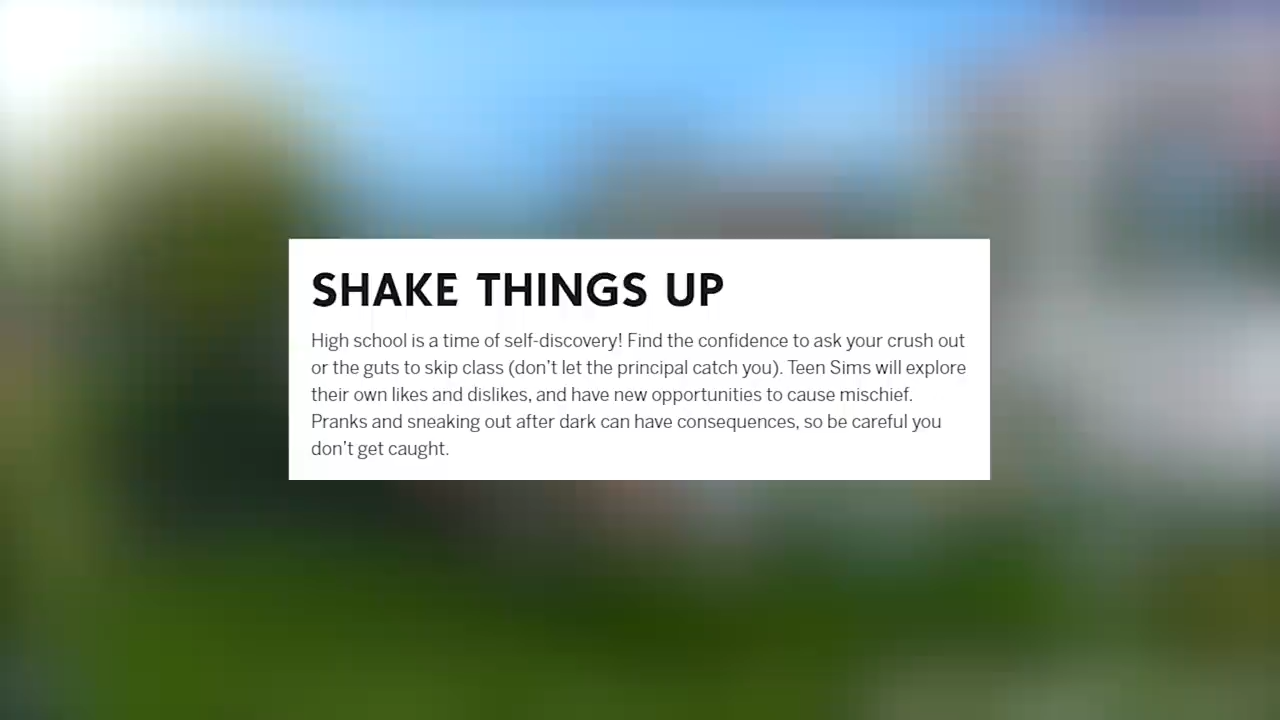 SHAKE THINGS UP
High school is a time of self-discovery! Find the confidence to ask your crush out
or the guts to skip class (don’t let the principal catch you). Teen Sims will explore
their own likes and dislikes, and have new opportunities to cause mischief.
Pranks and sneaking out after dark can have consequences, so be careful you
don’t get caught.